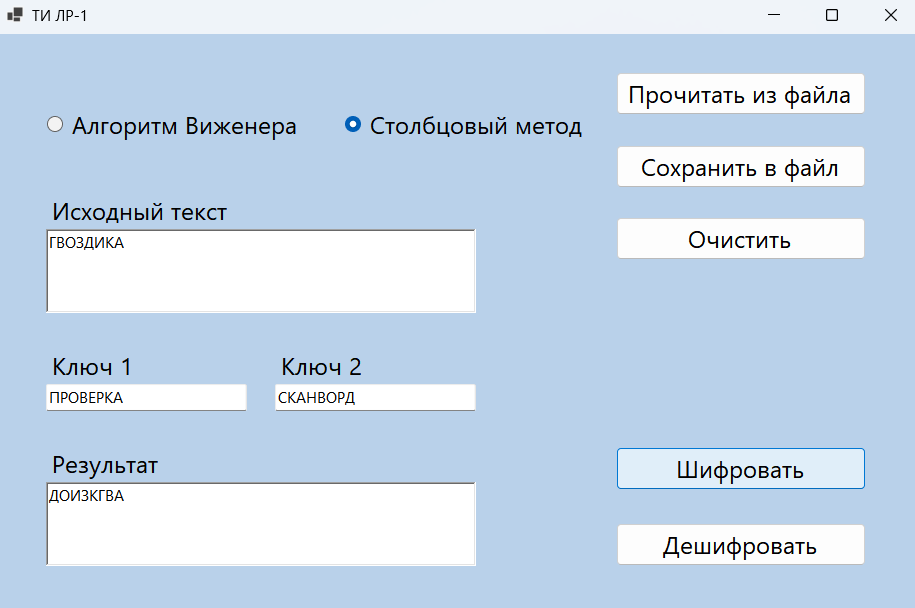 ТИ ЛР-1
Прочитать из файла
Алгоритм Виженера
Столбцовый метод
Сохранить в файл
Исходный текст
ГВОЗДИКА
Очистить
Ключ 1
Ключ 2
ПРОВЕРКА
СКАНВОРД
Результат
ДОИЗКГВА
Шифровать
Дешифровать